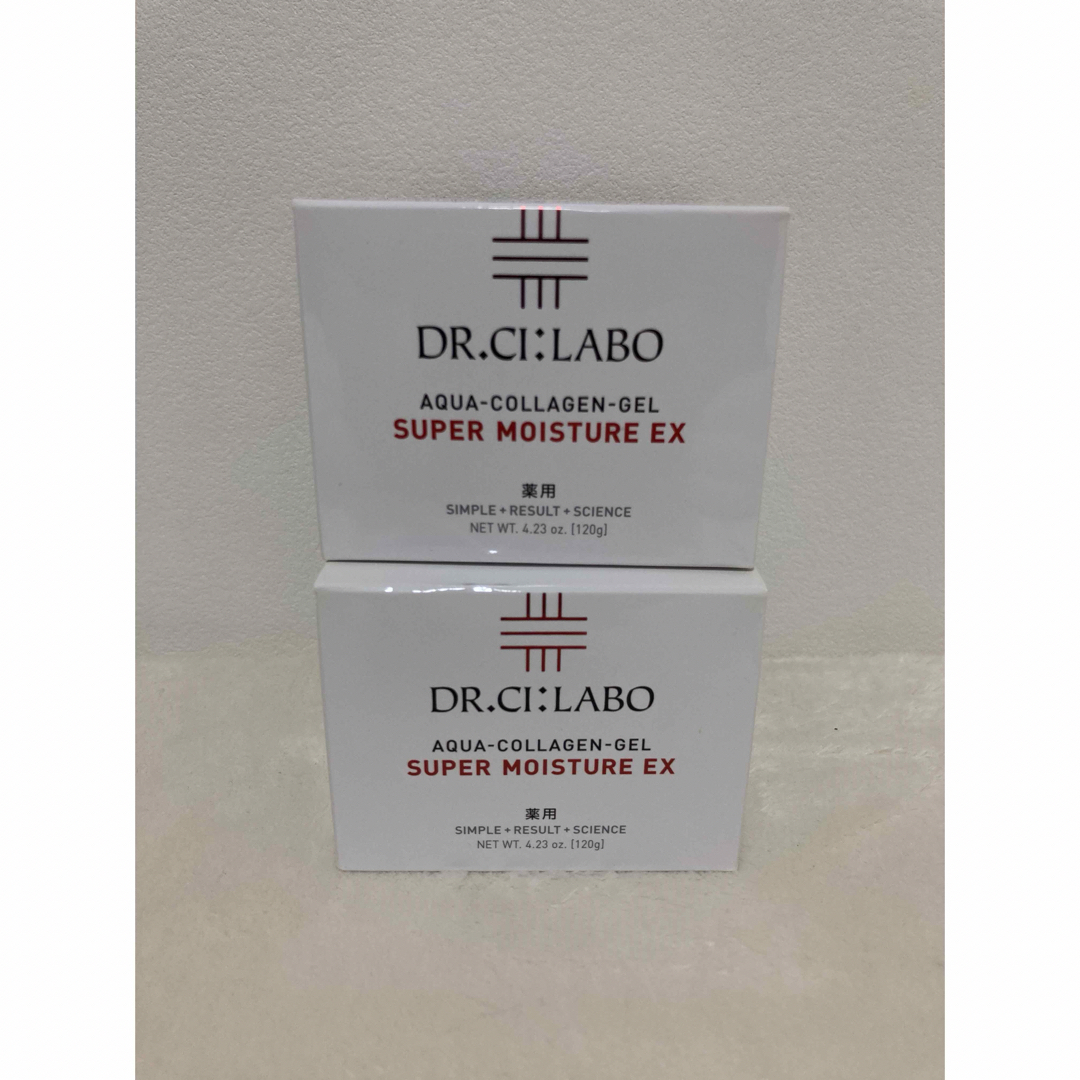 DR.CI:LABO
AQUA-COLLAGEN-GEL
SUPER MOISTURE EX
薬用
SIMPLE + RESULT + SCIENCE
NET WT. 4.23 oz. [120g]
DR.CI:LABO
AQUA-COLLAGEN-GEL
SUPER MOISTURE EX
薬用
SIMPLE + RESULT + SCIENCE
NET WT. 4.23 oz. [120g]